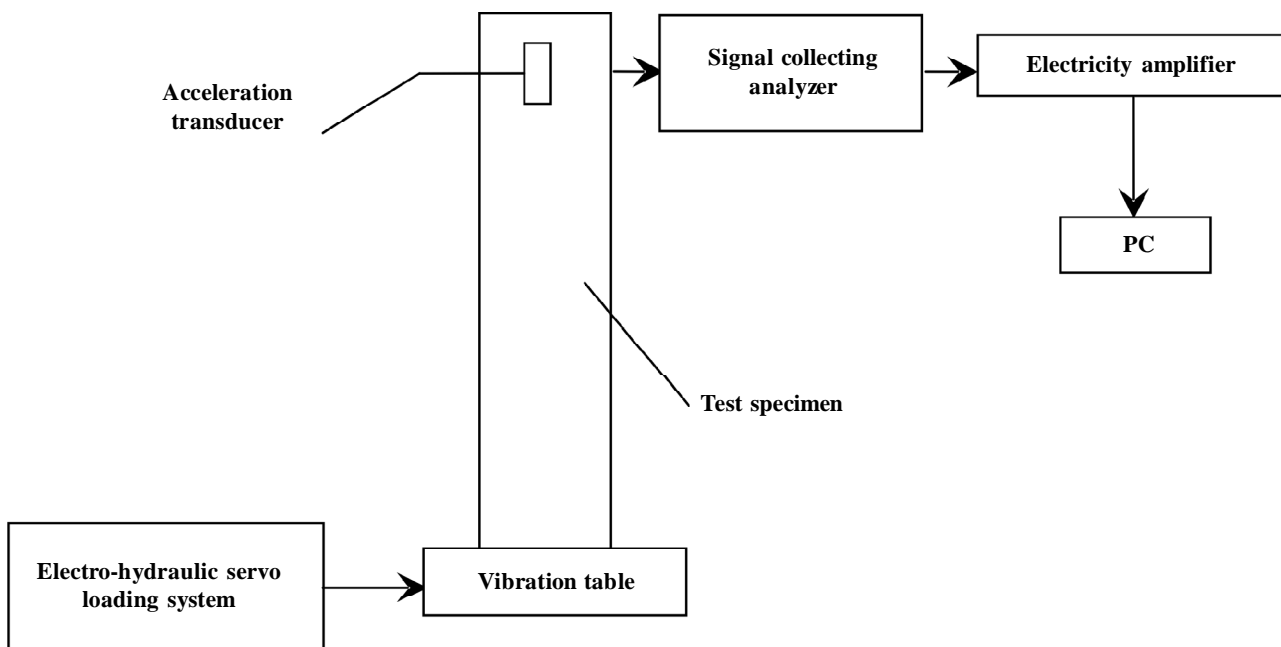 Signal collecting
analyzer
Electricity amplifier
Acceleration
transducer
PC
Test specimen
Electro-hydraulic servo
loading system
Vibration table